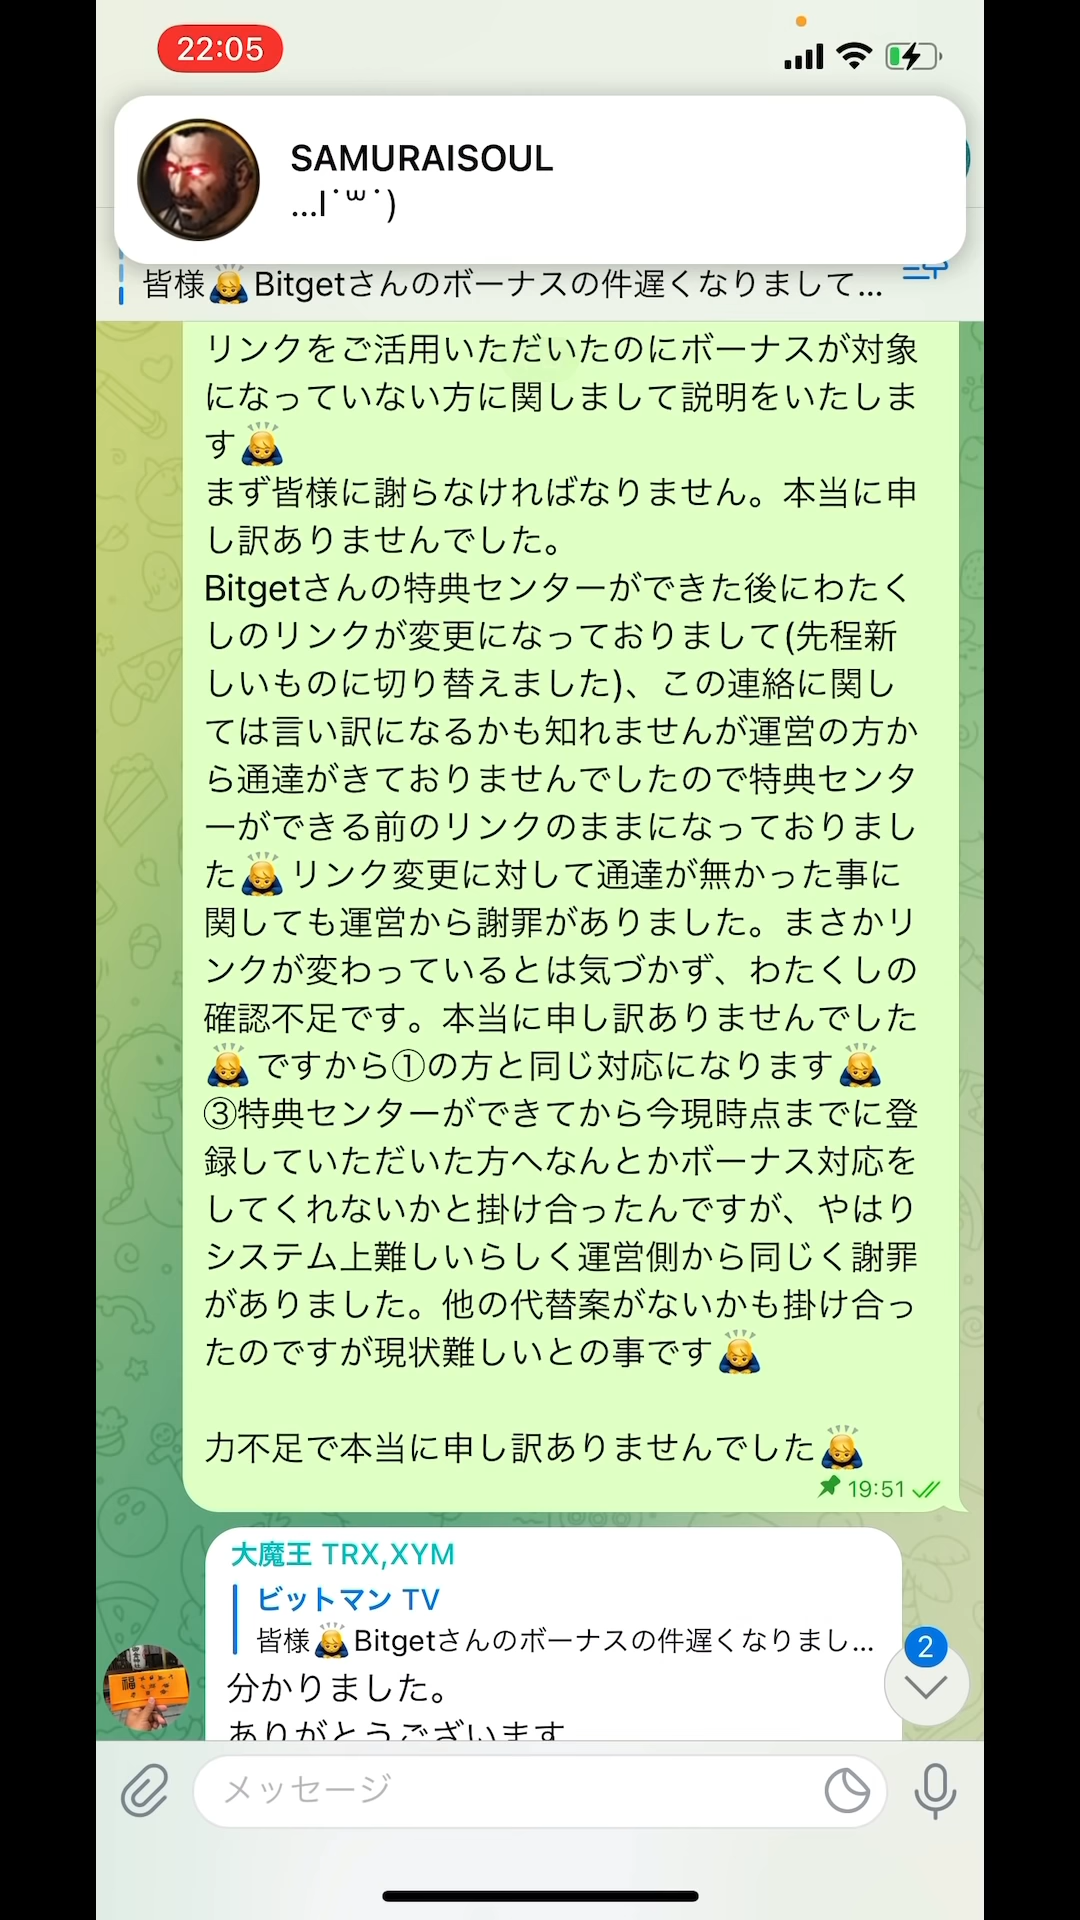 22:05
SAMURAISOUL
...I˙꒳˙)
皆様🙇Bitgetさんのボーナスの件遅くなりまして...
リンクをご活用いただいたのにボーナスが対象
になっていない方に関しまして説明をいたしま
す🙇
まず皆様に謝らなければなりません。本当に申
し訳ありませんでした。
Bitgetさんの特典センターができた後にわたく
しのリンクが変更になっておりまして(先程新
しいものに切り替えました)、この連絡に関し
ては言い訳になるかも知れませんが運営の方か
ら通達がきておりませんでしたので特典センタ
ーができる前のリンクのままになっておりまし
た🙇リンク変更に対して通達が無かった事に
関しても運営から謝罪がありました。まさかリ
ンクが変わっているとは気づかず、わたくしの
確認不足です。本当に申し訳ありませんでした
🙇ですから①の方と同じ対応になります🙇
③特典センターができてから今現時点までに登
録していただいた方へなんとかボーナス対応を
してくれないかと掛け合ったんですが、やはり
システム上難しいらしく運営側から同じく謝罪
がありました。他の代替案がないかも掛け合っ
たのですが現状難しいとの事です🙇
力不足で本当に申し訳ありませんでした🙇
19:51
大魔王 TRX,XYM
ビットマン TV
皆様🙇Bitgetさんのボーナスの件遅くなりまし...
2
分かりました。
ありがとうございます
メッセージ